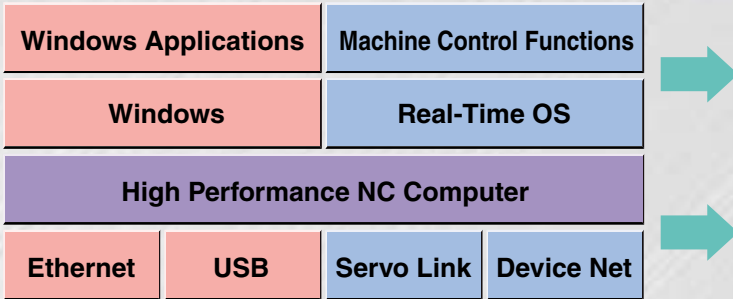 Windows Applications
Machine Control Functions
Windows
Real-Time OS
High Performance NC Computer
Ethernet
USB
Servo Link
Device Net